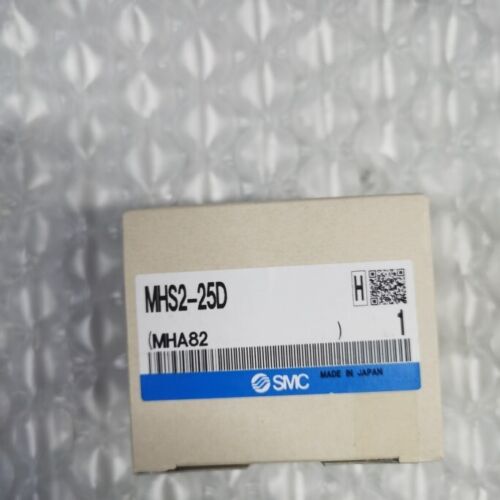 MHS2-25D
H
(MHA82 )
1
SMC MADE IN JAPAN